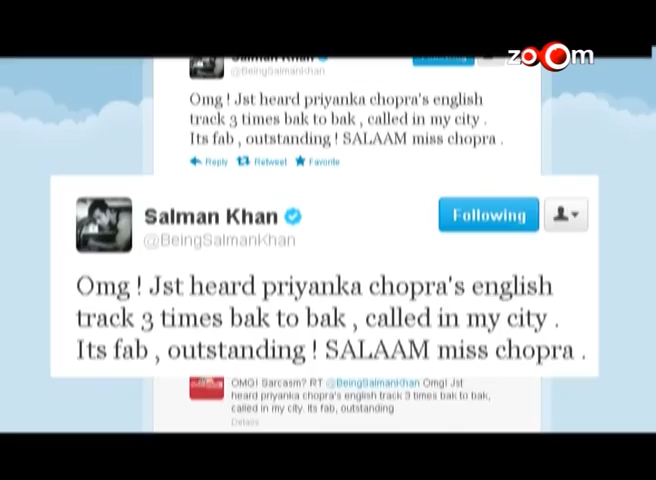 zoom
Salman Khan
@BeingSalmanKhan
Following
Omg ! Jst heard priyanka chopra's english
track 3 times bak to bak , called in my city .
Its fab , outstanding ! SALAAM miss chopra .
Reply Retweet Favorite
Salman Khan
Following
@BeingSalmanKhan
Omg ! Jst heard priyanka chopra's english
track 3 times bak to bak , called in my city .
Its fab , outstanding ! SALAAM miss chopra .
OMG! Sarcasm? RT @BeingSalmanKhan Omg! Jst
heard priyanka chopra's english track 3 times bak to bak,
called in my city. Its fab, outstanding
Details